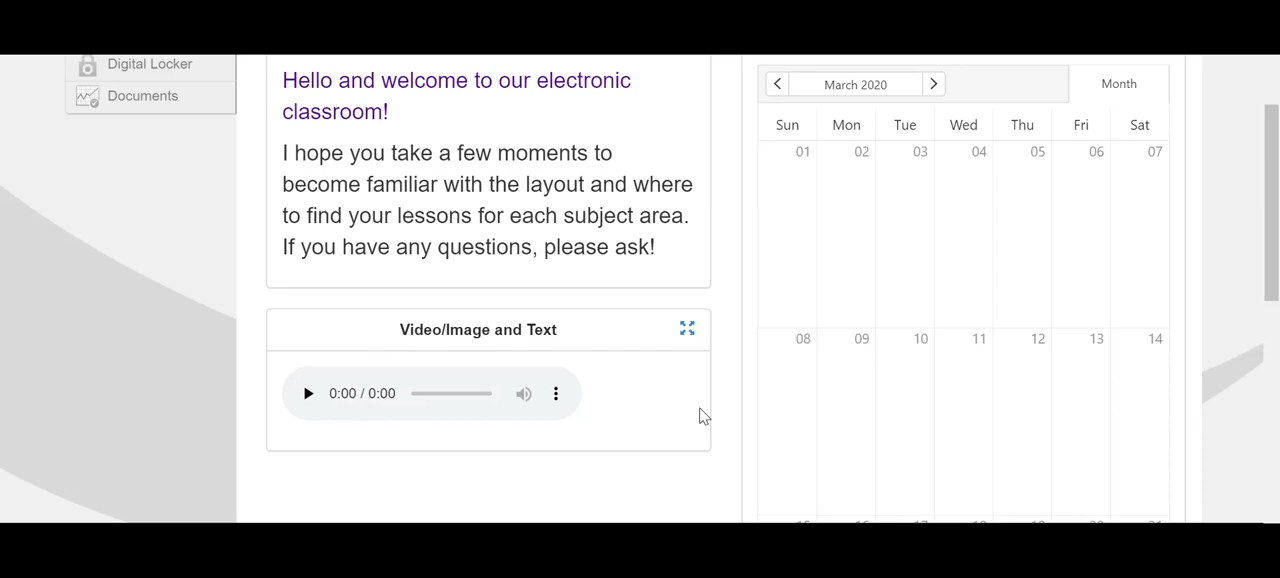 Digital Locker
Documents
Hello and welcome to our electronic
classroom!
I hope you take a few moments to
become familiar with the layout and where
to find your lessons for each subject area.
If you have any questions, please ask!
Video/Image and Text
0:00 / 0:00
March 2020
Month
Sun Mon Tue Wed Thu Fri Sat
01 02 03 04 05 06 07
08 09 10 11 12 13 14